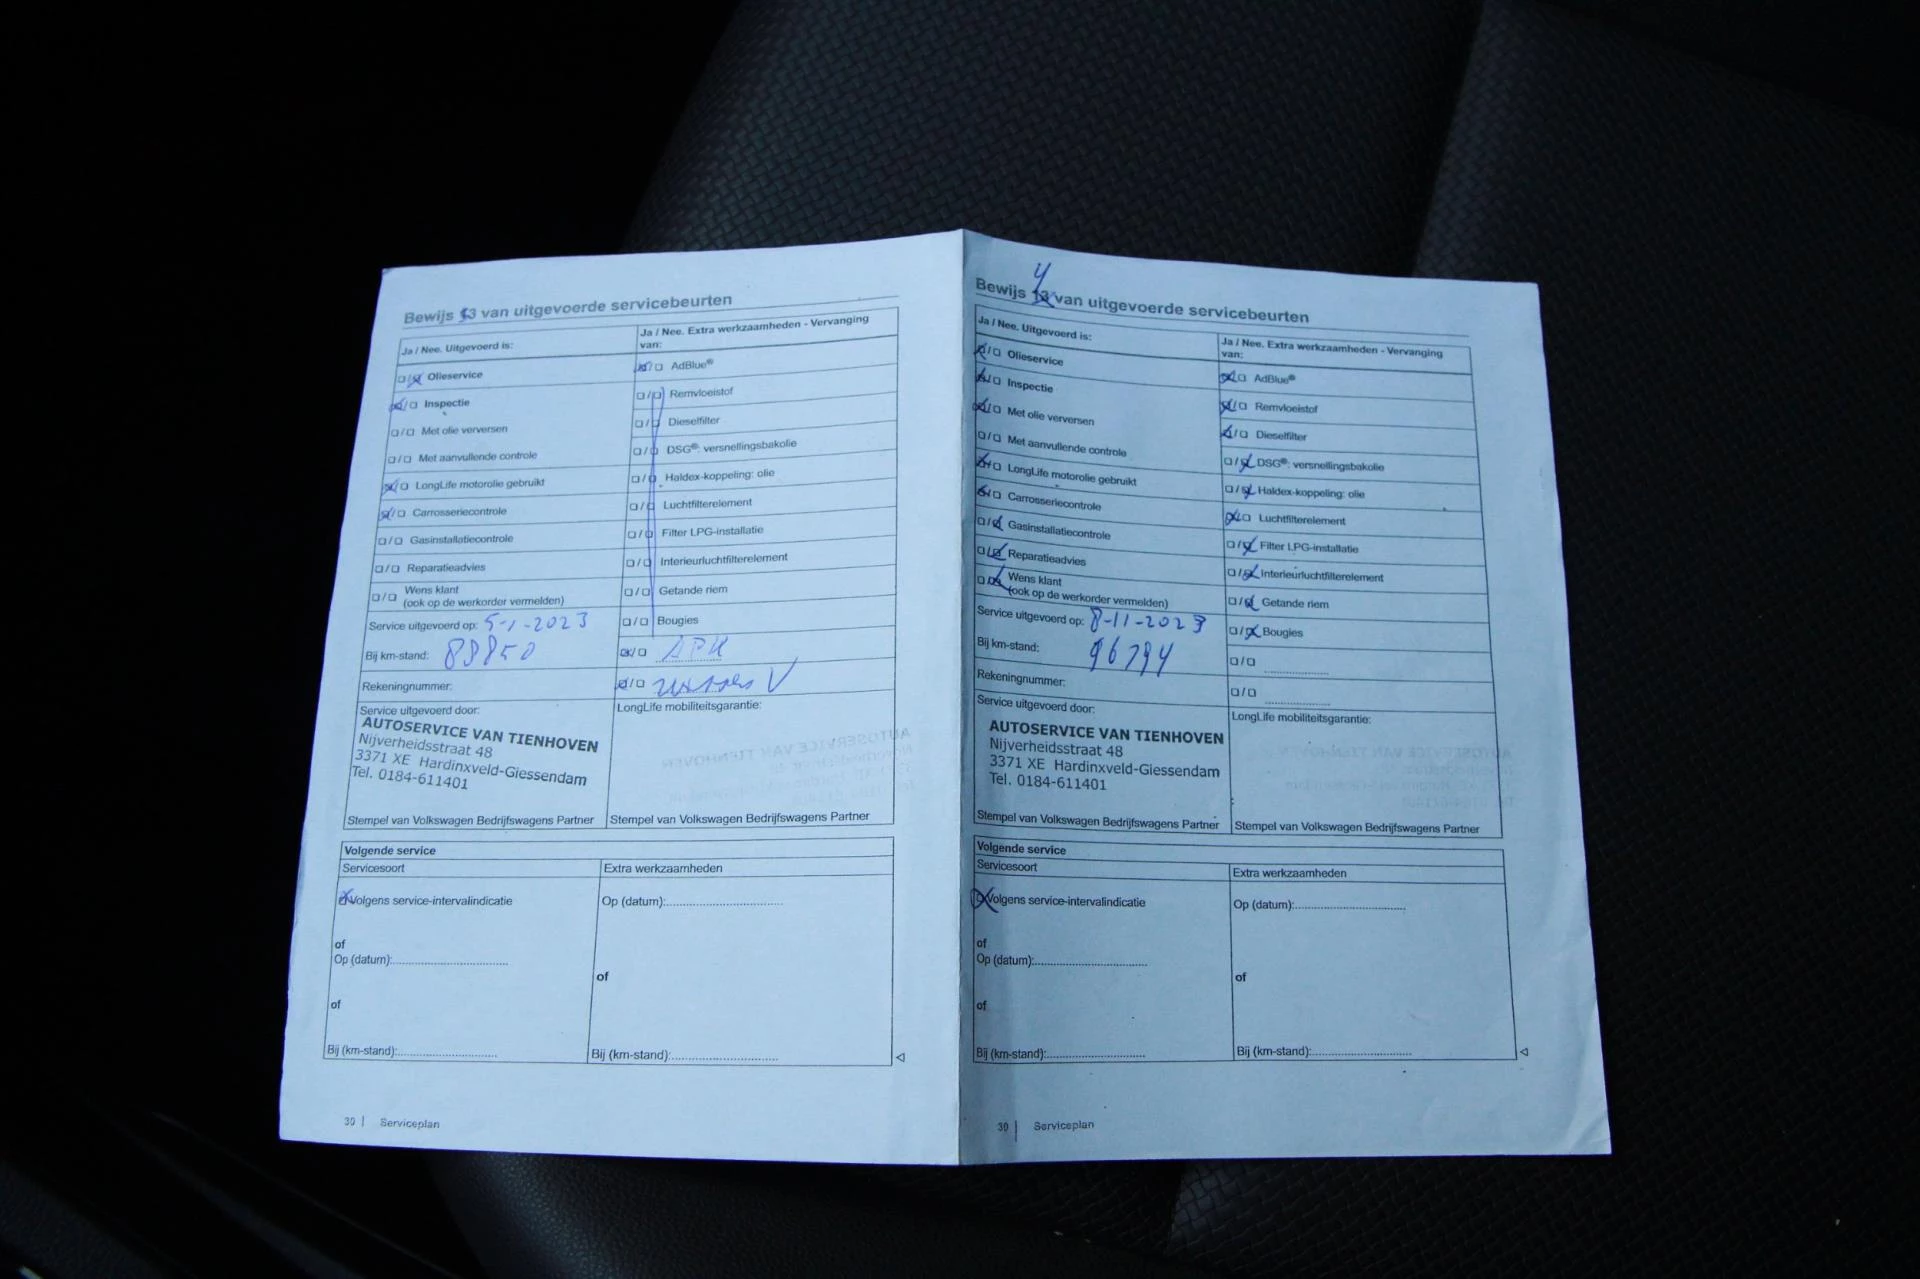 Bewijs 3 van uitgevoerde servicebeurten
Ja / Nee. Uitgevoerd is:
Olieservice
Inspectie
Met olie verversen
Met aanvullende controle
LongLife motorolie gebruikt
Carrosseriecontrole
Gasinstallatiecontrole
Reparatieadvies
Wens klant
(ook op de werkorder vermelden)
Service uitgevoerd op: 5-1-2023
Bij km-stand: 88850
Rekeningnummer:
Ja / Nee. Extra werkzaamheden - Vervanging
van:
AdBlue®
Remvloeistof
Dieselfilter
DSG®: versnellingsbakolie
Haldex-koppeling: olie
Luchtfilterelement
Filter LPG-installatie
Interieurluchtfilterelement
Getande riem
Bougies
APK
Service uitgevoerd door:
AUTOSERVICE VAN TIENHOVEN
Nijverheidsstraat 48
3371 XE Hardinxveld-Giessendam
Tel. 0184-611401
Stempel van Volkswagen Bedrijfswagens Partner
LongLife mobiliteitsgarantie:
Stempel van Volkswagen Bedrijfswagens Partner
Volgende service
Servicesoort
Volgens service-intervalindicatie
of
Op (datum):
of
Bij (km-stand):
Extra werkzaamheden
Op (datum):
of
Bij (km-stand):
30 | Serviceplan
Bewijs 4 van uitgevoerde servicebeurten
Ja / Nee. Uitgevoerd is:
Olieservice
Inspectie
Met olie verversen
Met aanvullende controle
LongLife motorolie gebruikt
Carrosseriecontrole
Gasinstallatiecontrole
Reparatieadvies
Wens klant
(ook op de werkorder vermelden)
Service uitgevoerd op: 8-11-2023
Bij km-stand: 96794
Rekeningnummer:
Ja / Nee. Extra werkzaamheden - Vervanging
van:
AdBlue®
Remvloeistof
Dieselfilter
DSG®: versnellingsbakolie
Haldex-koppeling: olie
Luchtfilterelement
Filter LPG-installatie
Interieurluchtfilterelement
Getande riem
Bougies
Service uitgevoerd door:
AUTOSERVICE VAN TIENHOVEN
Nijverheidsstraat 48
3371 XE Hardinxveld-Giessendam
Tel. 0184-611401
Stempel van Volkswagen Bedrijfswagens Partner
LongLife mobiliteitsgarantie:
Stempel van Volkswagen Bedrijfswagens Partner
Volgende service
Servicesoort
Volgens service-intervalindicatie
of
Op (datum):
of
Bij (km-stand):
Extra werkzaamheden
Op (datum):
of
Bij (km-stand):
30 | Serviceplan